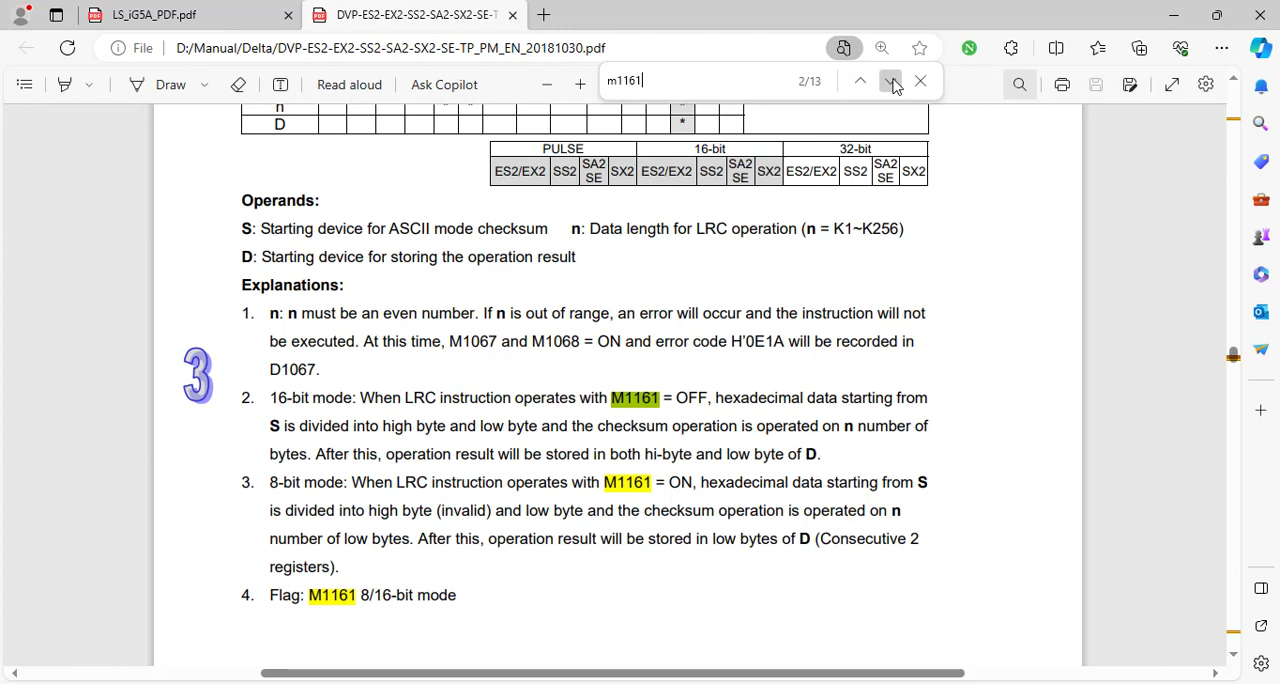 LS_iG5A_PDF.pdf
DVP-ES2-EX2-SS2-SA2-SX2-SE-T
File
D:/Manual/Delta/DVP-ES2-EX2-SS2-SA2-SX2-SE-TP_PM_EN_20181030.pdf
Draw
Read aloud
Ask Copilot
m1161
2/13
n * * *
D *
PULSE 16-bit 32-bit
ES2/EX2 SS2 SA2 SE SX2 ES2/EX2 SS2 SA2 SE SX2 ES2/EX2 SS2 SA2 SE SX2
Operands:
S: Starting device for ASCII mode checksum n: Data length for LRC operation (n = K1~K256)
D: Starting device for storing the operation result
Explanations:
1. n: n must be an even number. If n is out of range, an error will occur and the instruction will not
be executed. At this time, M1067 and M1068 = ON and error code H'0E1A will be recorded in
D1067.
3
2. 16-bit mode: When LRC instruction operates with M1161 = OFF, hexadecimal data starting from
S is divided into high byte and low byte and the checksum operation is operated on n number of
bytes. After this, operation result will be stored in both hi-byte and low byte of D.
3. 8-bit mode: When LRC instruction operates with M1161 = ON, hexadecimal data starting from S
is divided into high byte (invalid) and low byte and the checksum operation is operated on n
number of low bytes. After this, operation result will be stored in low bytes of D (Consecutive 2
registers).
4. Flag: M1161 8/16-bit mode